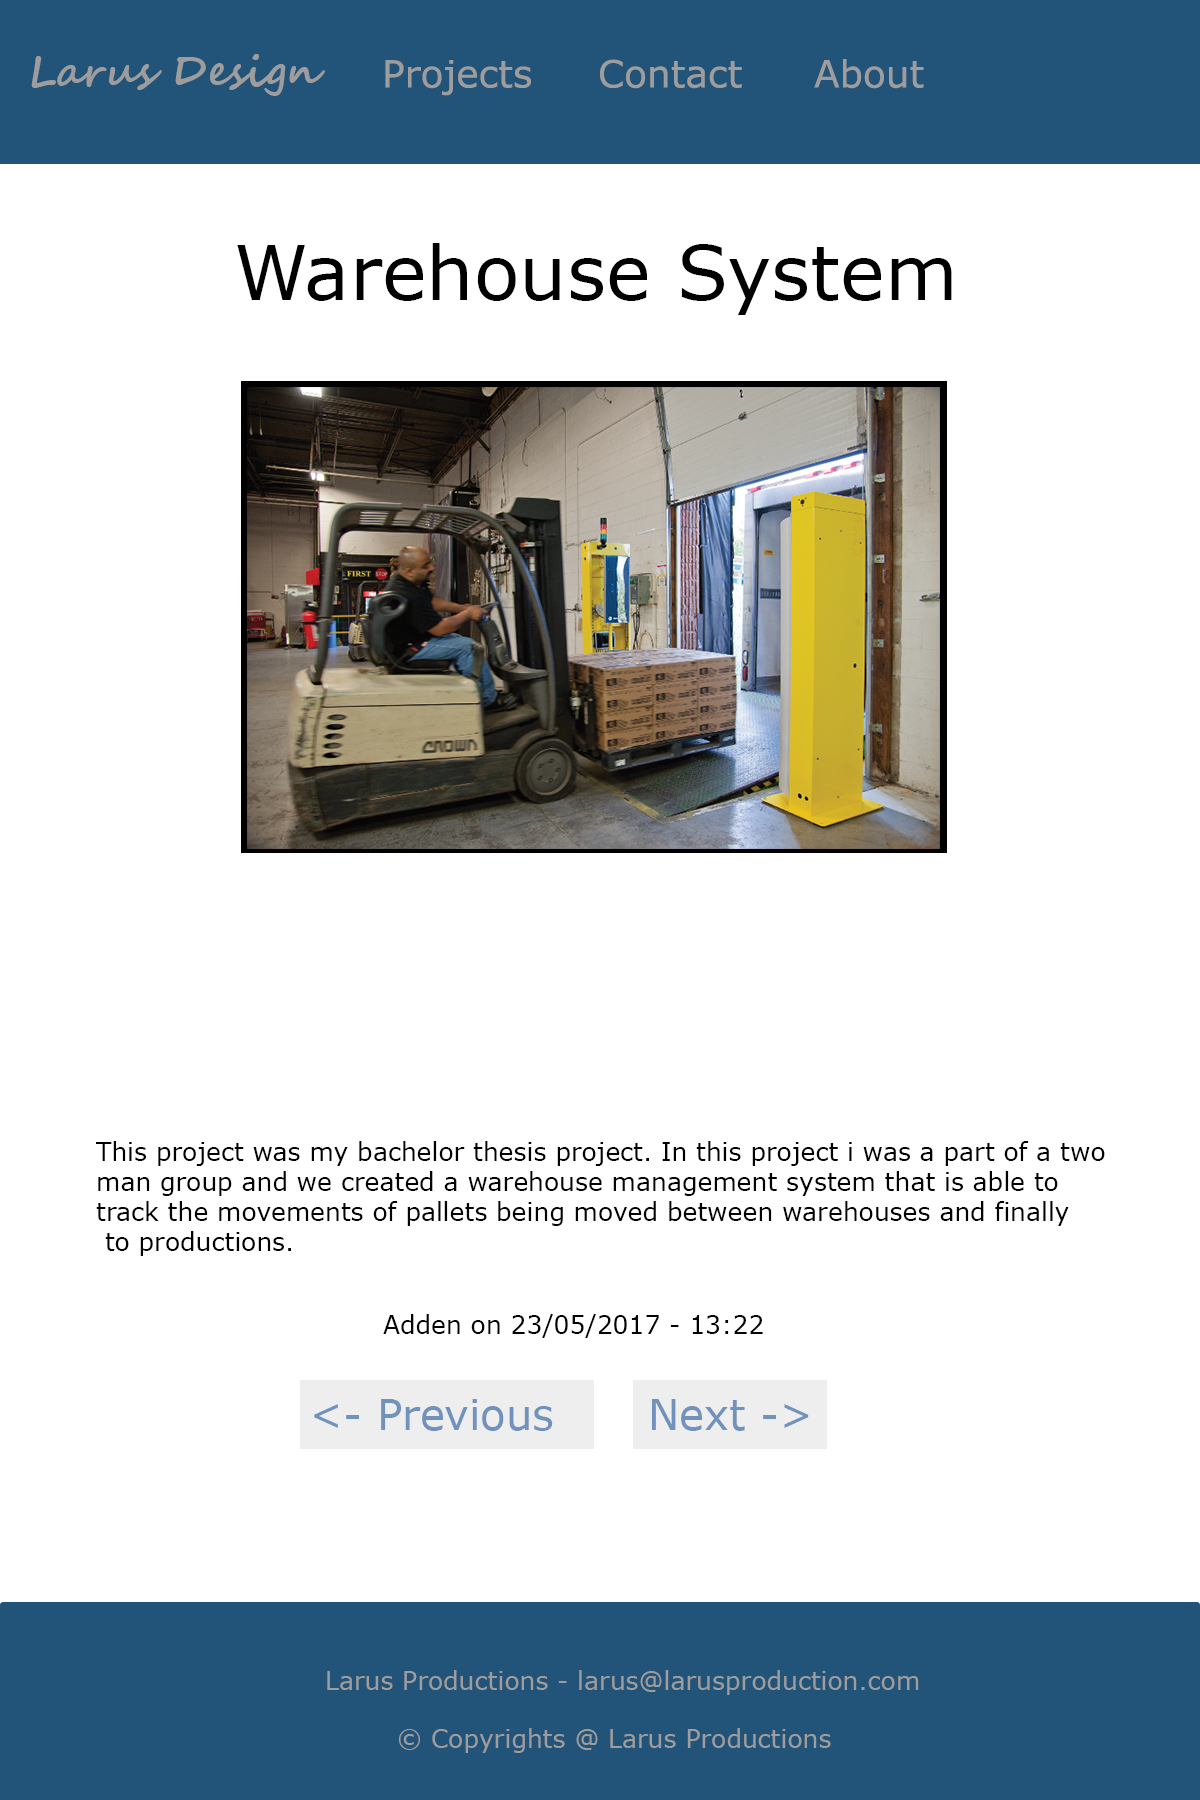 Larus Design Projects Contact About
Warehouse System
FIRST STOP
CROWN
This project was my bachelor thesis project. In this project i was a part of a two
man group and we created a warehouse management system that is able to
track the movements of pallets being moved between warehouses and finally
to productions.
Adden on 23/05/2017 - 13:22
<- Previous Next ->
Larus Productions - larus@larusproduction.com
© Copyrights @ Larus Productions